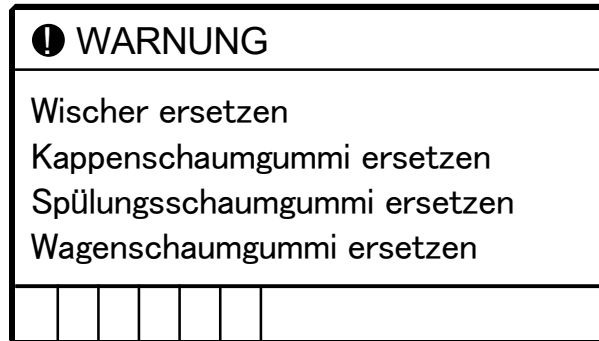 WARNUNG
Wischer ersetzen
Kappenschaumgummi ersetzen
Spülungsschaumgummi ersetzen
Wagenschaumgummi ersetzen